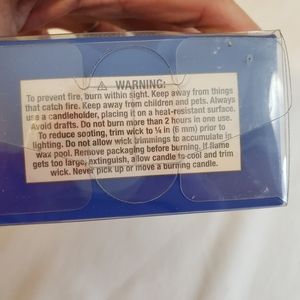 ⚠ WARNING:
To prevent fire, burn within sight. Keep away from things
that catch fire. Keep away from children and pets. Always
use a candleholder, placing it on a heat-resistant surface.
Avoid drafts. Do not burn more than 2 hours in one use.
To reduce sooting, trim wick to ¼ in (6 mm) prior to
lighting. Do not allow wick trimmings to accumulate in
wax pool. Remove packaging before burning. If flame
gets too large, extinguish, allow candle to cool and trim
wick. Never pick up or move a burning candle.